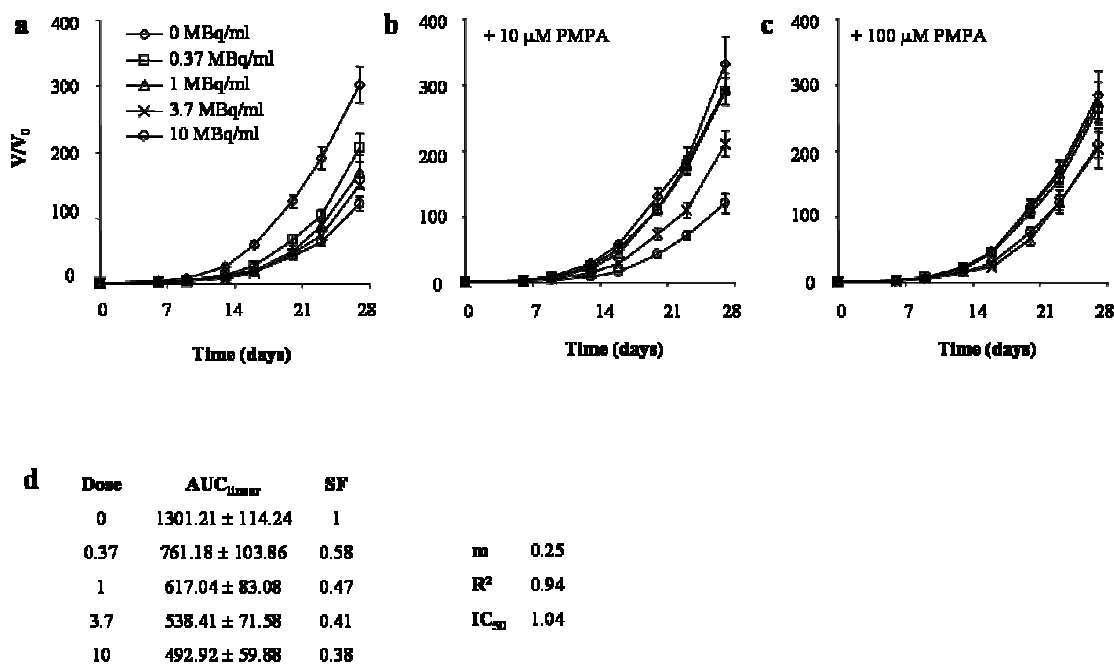 a
V/V0
400
300
200
100
0
0 7 14 21 28
Time (days)
0 MBq/ml
0.37 MBq/ml
1 MBq/ml
3.7 MBq/ml
10 MBq/ml
b
+ 10 µM PMPA
400
300
200
100
0
0 7 14 21 28
Time (days)
c
+ 100 µM PMPA
400
300
200
100
0
0 7 14 21 28
Time (days)
d
Dose AUClinear SF
0 1301.21 ± 114.24 1
0.37 761.18 ± 103.86 0.58
1 617.04 ± 83.08 0.47
3.7 538.41 ± 71.58 0.41
10 492.92 ± 59.88 0.38
m 0.25
R² 0.94
IC50 1.04